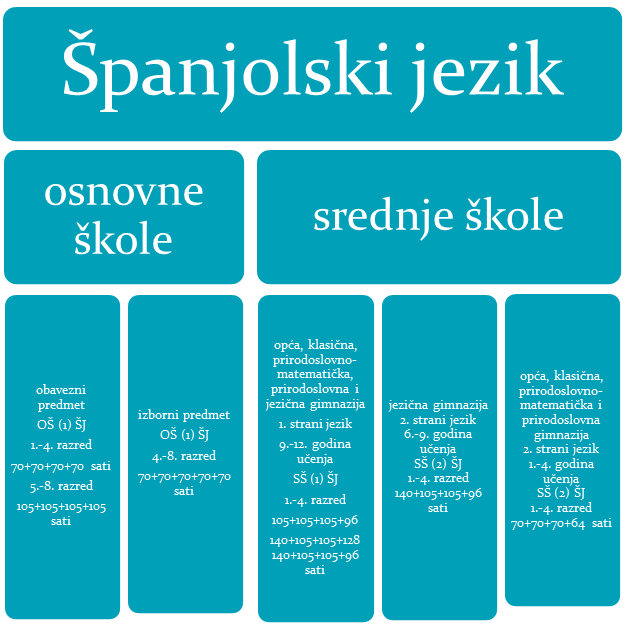 Španjolski jezik
osnovne
škole
srednje škole
obavezni
predmet
OŠ (1) ŠJ
1.-4. razred
70+70+70+70 sati
5.-8. razred
105+105+105+105
sati
izborni predmet
OŠ (1) ŠJ
4.-8. razred
70+70+70+70+70
sati
opća, klasična,
prirodoslovno-
matematička,
prirodoslovna i
jezična gimnazija
1. strani jezik
9.-12. godina
učenja
SŠ (1) ŠJ
1.-4. razred
105+105+105+96
140+105+105+128
140+105+105+96
sati
jezična gimnazija
2. strani jezik
6.-9. godina
učenja
SŠ (2) ŠJ
1.-4. razred
140+105+105+96
sati
opća, klasična,
prirodoslovno-
matematička i
prirodoslovna
gimnazija
2. strani jezik
1.-4. godina
učenja
SŠ (2) ŠJ
1.-4. razred
70+70+70+64 sati